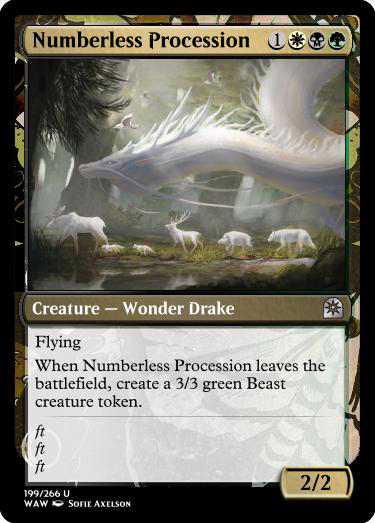 Numberless Procession 1
Creature — Wonder Drake
Flying
When Numberless Procession leaves the
battlefield, create a 3/3 green Beast
creature token.
ft
ft
ft
2/2
199/266 U
WAW Sofie Axelson